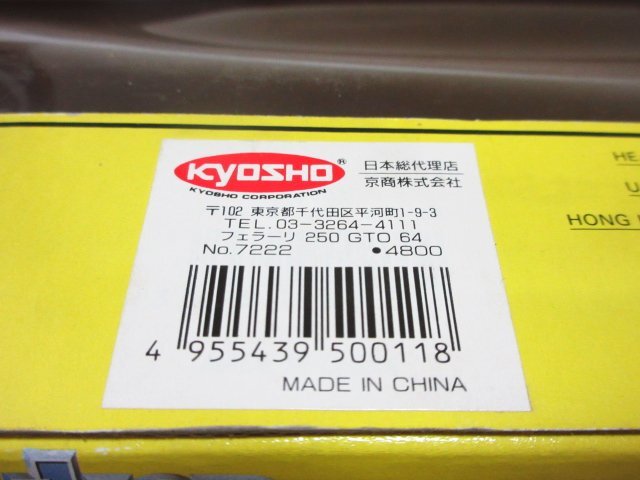 KYOSHO®
KYOSHO CORPORATION
日本総代理店
京商株式会社
〒102 東京都千代田区平河町1-9-3
TEL.03-3264-4111
フェラーリ 250 GTO 64
No.7222 •4800
4 955439 500118
MADE IN CHINA
HE
U
HONG